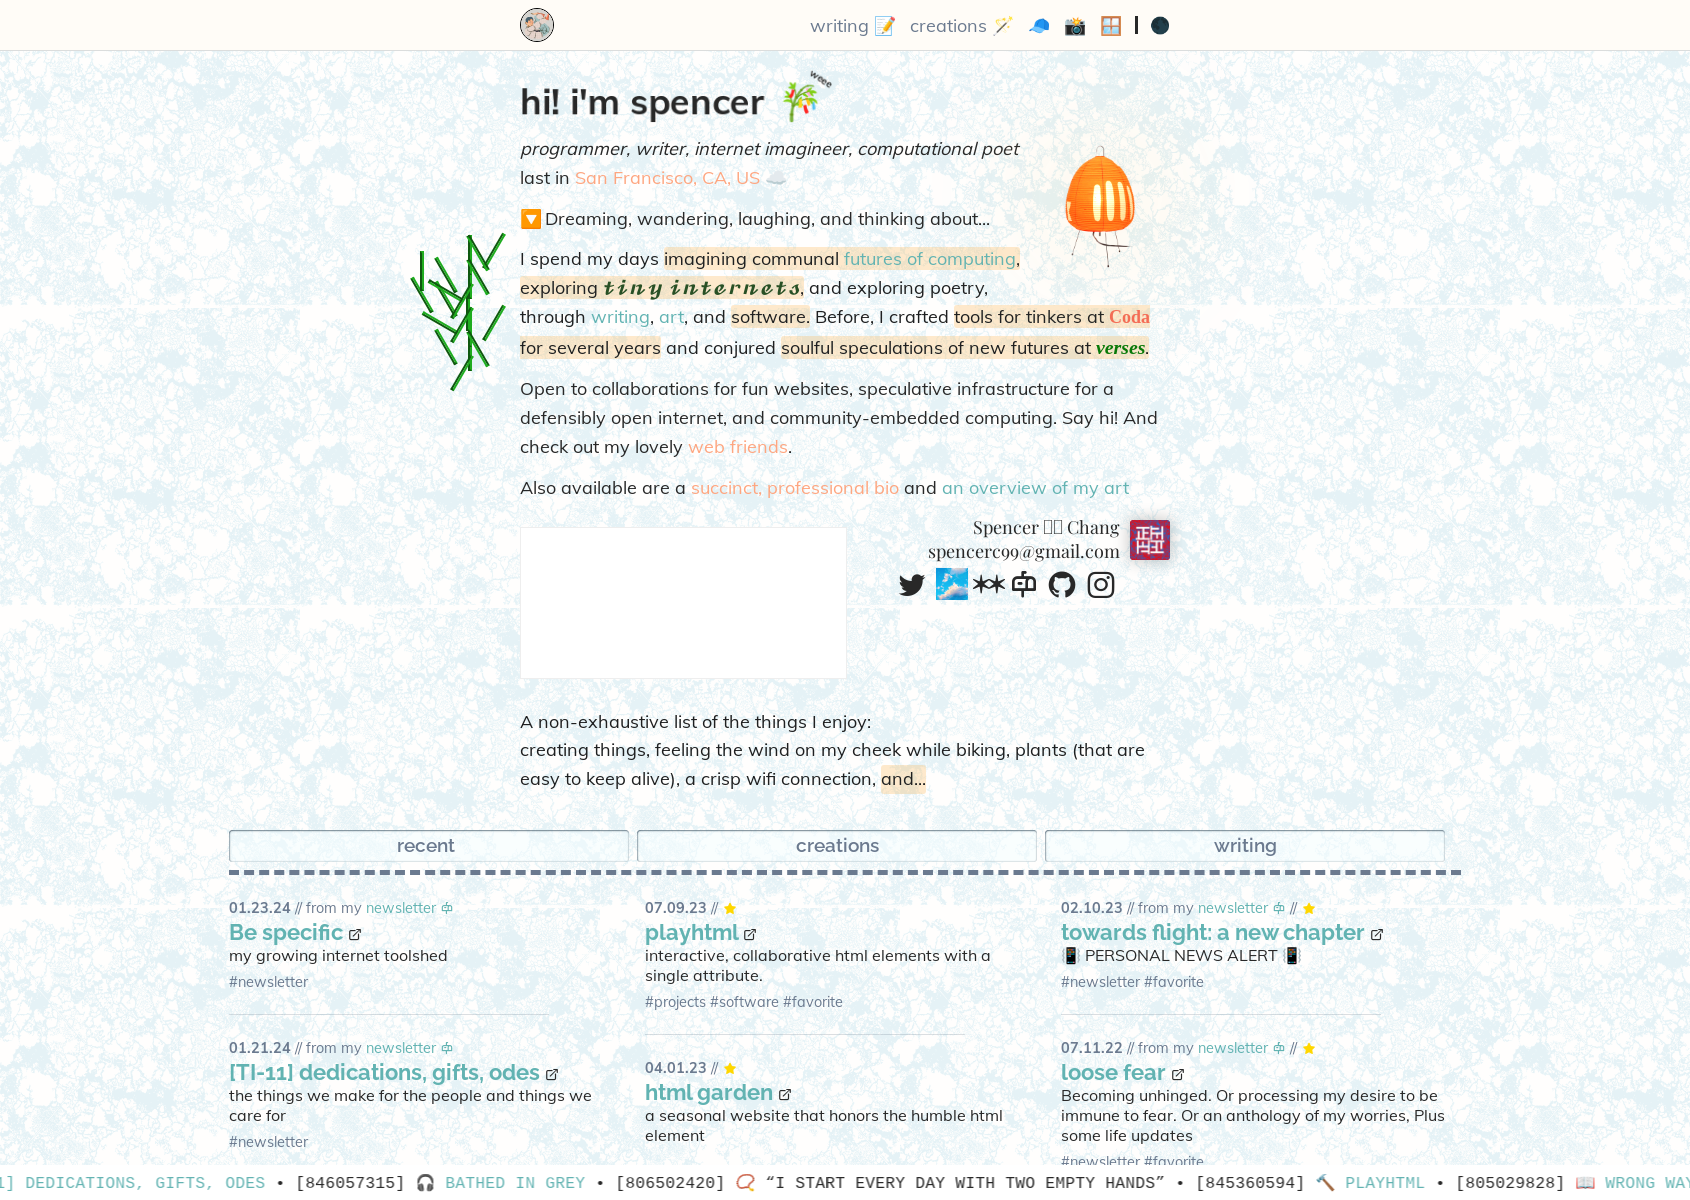 writing 📝 creations 🪄 🧢 📸 🪟 | 🌑
hi! i'm spencer 🎋 weee
programmer, writer, internet imagineer, computational poet
last in San Francisco, CA, US ☁️
🔽 Dreaming, wandering, laughing, and thinking about...
I spend my days imagining communal futures of computing,
exploring tiny internets, and exploring poetry,
through writing, art, and software. Before, I crafted tools for tinkers at Coda
for several years and conjured soulful speculations of new futures at verses.
Open to collaborations for fun websites, speculative infrastructure for a
defensibly open internet, and community-embedded computing. Say hi! And
check out my lovely web friends.
Also available are a succinct, professional bio and an overview of my art
Spencer Chang
spencerc99@gmail.com
A non-exhaustive list of the things I enjoy:
creating things, feeling the wind on my cheek while biking, plants (that are
easy to keep alive), a crisp wifi connection, and...
recent
creations
writing
01.23.24 // from my newsletter
Be specific
my growing internet toolshed
#newsletter
01.21.24 // from my newsletter
[TI-11] dedications, gifts, odes
the things we make for the people and things we
care for
#newsletter
07.09.23 // ⭐
playhtml
interactive, collaborative html elements with a
single attribute.
#projects #software #favorite
04.01.23 // ⭐
html garden
a seasonal website that honors the humble html
element
02.10.23 // from my newsletter // ⭐
towards flight: a new chapter
📳 PERSONAL NEWS ALERT 📳
#newsletter #favorite
07.11.22 // from my newsletter // ⭐
loose fear
Becoming unhinged. Or processing my desire to be
immune to fear. Or an anthology of my worries, Plus
some life updates
#newsletter #favorite
1] DEDICATIONS, GIFTS, ODES • [846057315] 🎧 BATHED IN GREY • [806502420] 📿 “I START EVERY DAY WITH TWO EMPTY HANDS” • [845360594] 🔨 PLAYHTML • [805029828] 📖 WRONG WAY